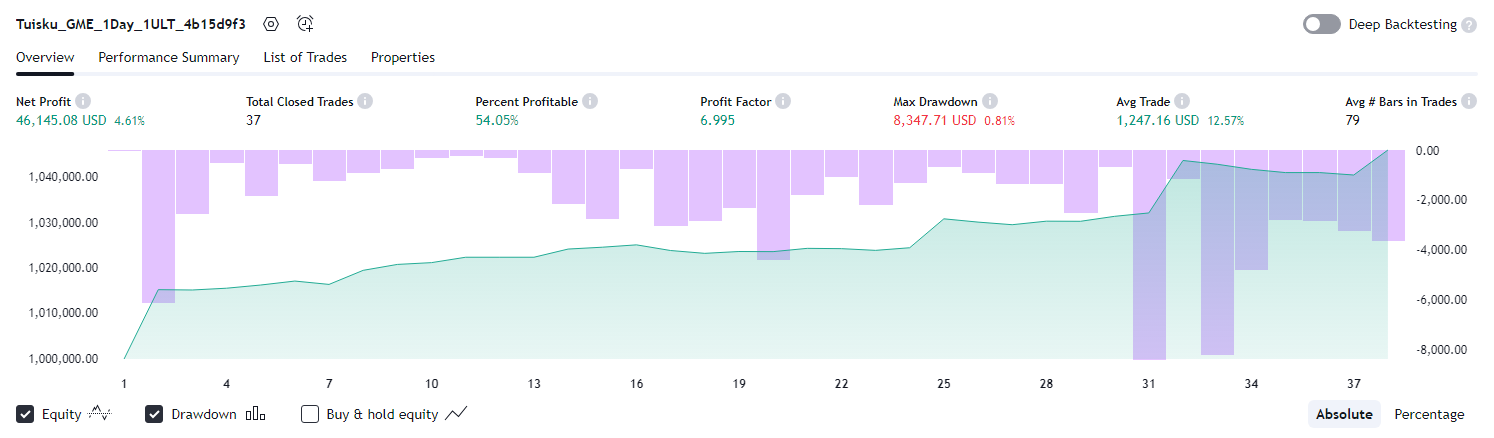 Tuisku_GME_1Day_1ULT_4b15d9f3 Deep Backtesting ?
Overview Performance Summary List of Trades Properties
Net Profit Total Closed Trades Percent Profitable Profit Factor Max Drawdown Avg Trade Avg # Bars in Trades
46,145.08 USD 4.61% 37 54.05% 6.995 8,347.71 USD 0.81% 1,247.16 USD 12.57% 79
0.00
1,040,000.00
-2,000.00
1,030,000.00
-4,000.00
1,020,000.00
-6,000.00
1,010,000.00
-8,000.00
1,000,000.00
1 4 7 10 13 16 19 22 25 28 31 34 37
Equity Drawdown Buy & hold equity Absolute Percentage